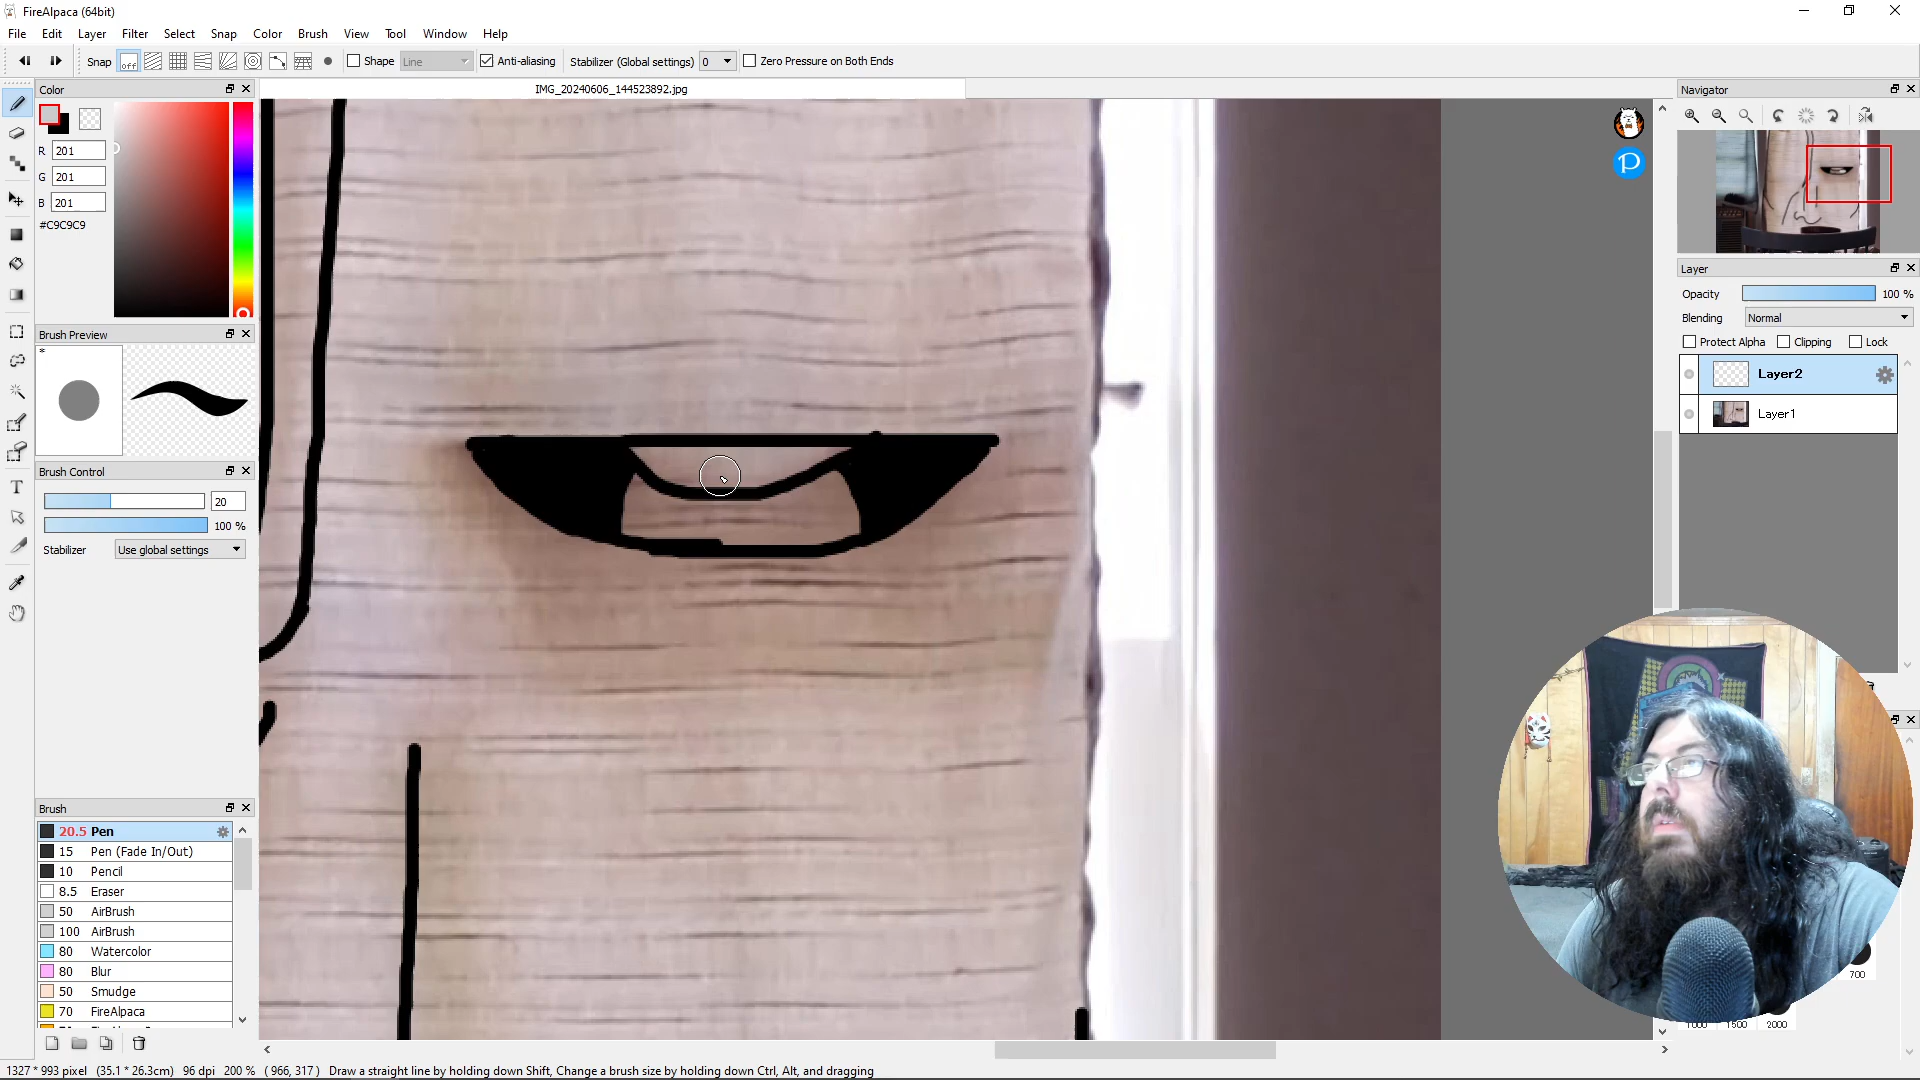 FireAlpaca (64bit)
File Edit Layer Filter Select Snap Color Brush View Tool Window Help
Snap off Shape Line Anti-aliasing Stabilizer (Global settings) 0 Zero Pressure on Both Ends
Color
IMG_20240606_144523892.jpg
Navigator
R 201
G 201
B 201
#C9C9C9
Layer
Opacity 100 %
Blending Normal
Protect Alpha Clipping Lock
Layer2
Layer1
Brush Preview
*
Brush Control
20
100 %
Stabilizer Use global settings
Brush
20.5 Pen
15 Pen (Fade In/Out)
10 Pencil
8.5 Eraser
50 AirBrush
100 AirBrush
80 Watercolor
80 Blur
50 Smudge
70 FireAlpaca
700
1000 1500 2000
1327 * 993 pixel (35.1 * 26.3cm) 96 dpi 200 % ( 966, 317 ) Draw a straight line by holding down Shift, Change a brush size by holding down Ctrl, Alt, and dragging